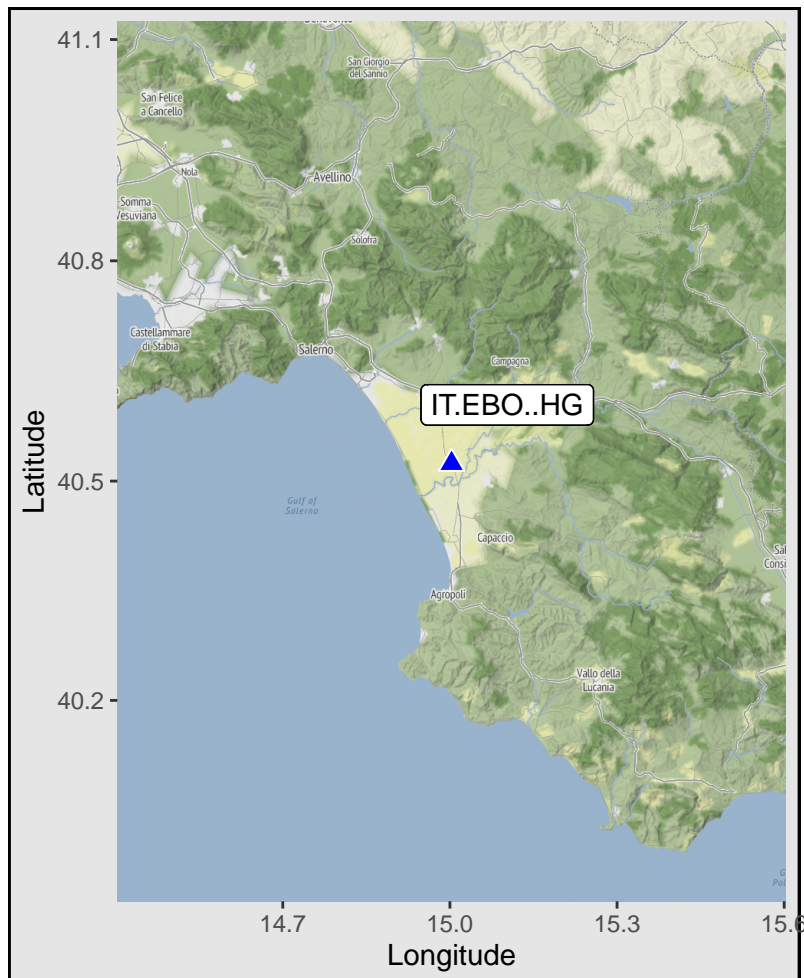 Benevento
41.1
San Giorgio
del Sannio
San Felice
a Cancello
Nola
Avellino
Somma
Vesuviana
Solofra
40.8
Castellammare
di Stabia
Salerno
Campagna
IT.EBO..HG
Latitude
40.5
Gulf of
Salerno
Capaccio
Agropoli
Vallo della
Lucania
40.2
14.7
15.0
15.3
15.6
Longitude